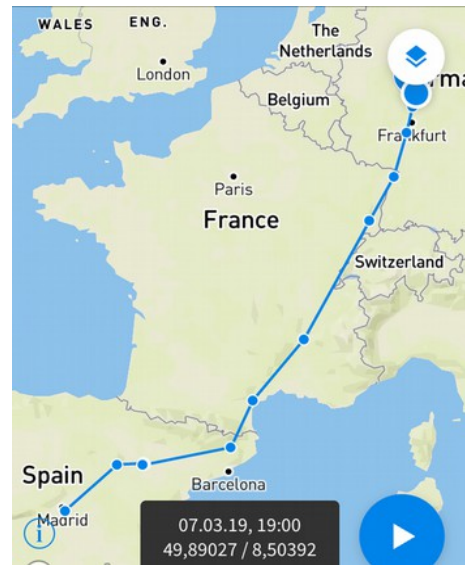 WALES
ENG.
The
Netherlands
London
Belgium
Frankfurt
Paris
France
Switzerland
Spain
Barcelona
Madrid
07.03.19, 19:00
49,89027 / 8,50392